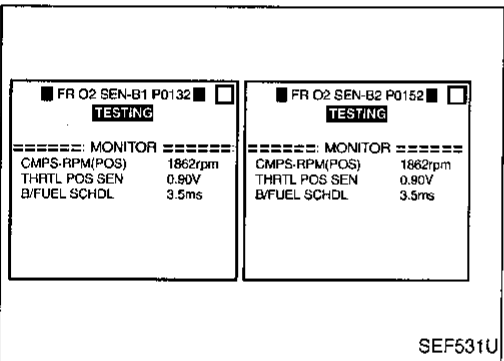 FR O2 SEN-B1 P0132
TESTING
====== MONITOR ======
CMPS-RPM(POS) 1862rpm
THRTL POS SEN 0.90V
B/FUEL SCHDL 3.5ms
FR O2 SEN-B2 P0152
TESTING
====== MONITOR ======
CMPS-RPM(POS) 1862rpm
THRTL POS SEN 0.90V
B/FUEL SCHDL 3.5ms
SEF531U